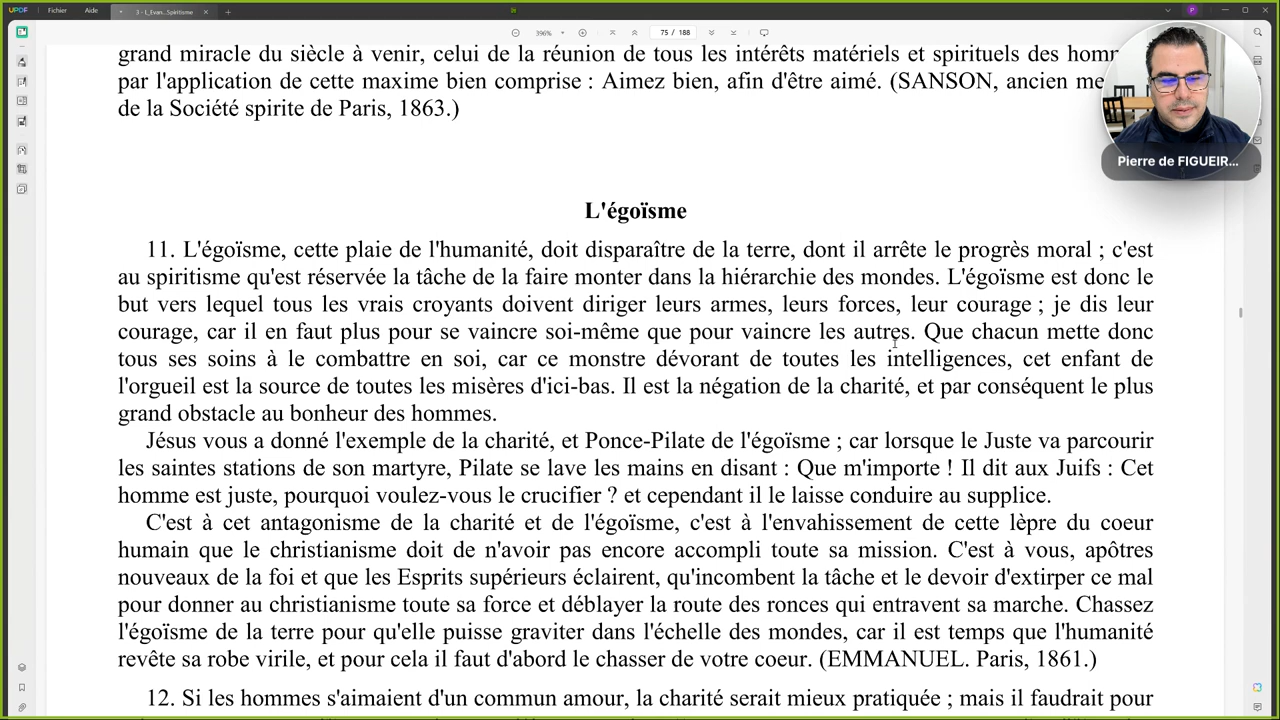 UPDF Fichier Aide 3 - L_Evan...Spiritisme
396% 75 / 188
grand miracle du siècle à venir, celui de la réunion de tous les intérêts matériels et spirituels des
par l'application de cette maxime bien comprise : Aimez bien, afin d'être aimé. (SANSON, ancien
de la Société spirite de Paris, 1863.)
Pierre de FIGUEIR...
L'égoïsme
11. L'égoïsme, cette plaie de l'humanité, doit disparaître de la terre, dont il arrête le progrès moral ; c'est
au spiritisme qu'est réservée la tâche de la faire monter dans la hiérarchie des mondes. L'égoïsme est donc le
but vers lequel tous les vrais croyants doivent diriger leurs armes, leurs forces, leur courage ; je dis leur
courage, car il en faut plus pour se vaincre soi-même que pour vaincre les autres. Que chacun mette donc
tous ses soins à le combattre en soi, car ce monstre dévorant de toutes les intelligences, cet enfant de
l'orgueil est la source de toutes les misères d'ici-bas. Il est la négation de la charité, et par conséquent le plus
grand obstacle au bonheur des hommes.
Jésus vous a donné l'exemple de la charité, et Ponce-Pilate de l'égoïsme ; car lorsque le Juste va parcourir
les saintes stations de son martyre, Pilate se lave les mains en disant : Que m'importe ! Il dit aux Juifs : Cet
homme est juste, pourquoi voulez-vous le crucifier ? et cependant il le laisse conduire au supplice.
C'est à cet antagonisme de la charité et de l'égoïsme, c'est à l'envahissement de cette lèpre du coeur
humain que le christianisme doit de n'avoir pas encore accompli toute sa mission. C'est à vous, apôtres
nouveaux de la foi et que les Esprits supérieurs éclairent, qu'incombent la tâche et le devoir d'extirper ce mal
pour donner au christianisme toute sa force et déblayer la route des ronces qui entravent sa marche. Chassez
l'égoïsme de la terre pour qu'elle puisse graviter dans l'échelle des mondes, car il est temps que l'humanité
revête sa robe virile, et pour cela il faut d'abord le chasser de votre coeur. (EMMANUEL. Paris, 1861.)
12. Si les hommes s'aimaient d'un commun amour, la charité serait mieux pratiquée ; mais il faudrait pour